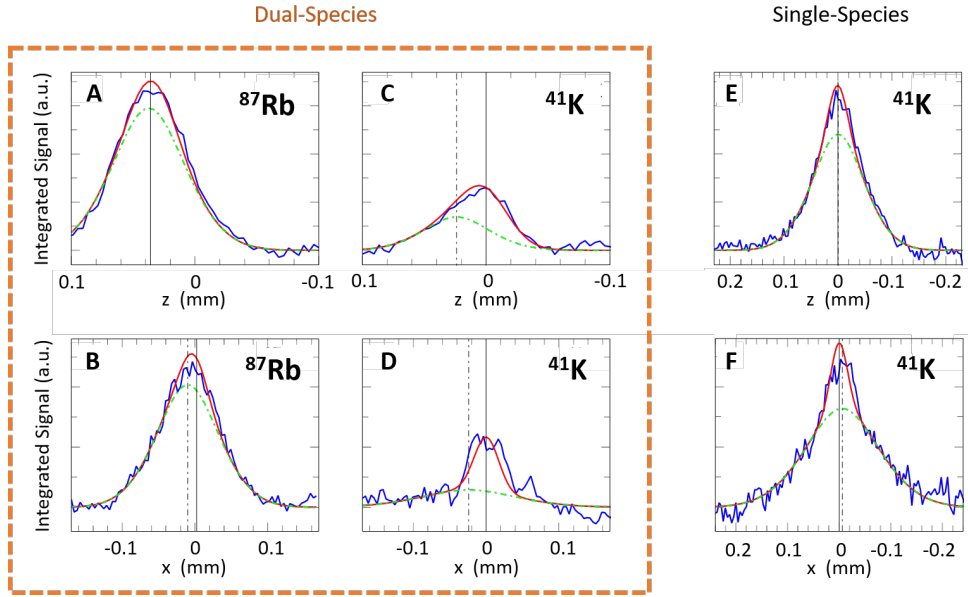 Dual-Species
Single-Species
A
⁸⁷Rb
C
⁴¹K
E
⁴¹K
Integrated Signal (a.u.)
0.1 0 -0.1
z (mm)
0.1 0 -0.1
z (mm)
0.2 0.1 0 -0.1 -0.2
z (mm)
B
⁸⁷Rb
D
⁴¹K
F
⁴¹K
Integrated Signal (a.u.)
-0.1 0 0.1
x (mm)
-0.1 0 0.1
x (mm)
0.2 0.1 0 -0.1 -0.2
x (mm)